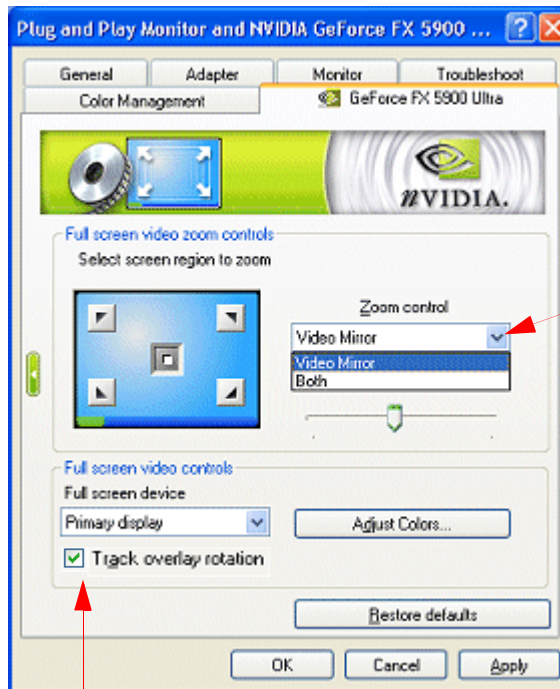 Plug and Play Monitor and NVIDIA GeForce FX 5900 ...
General Adapter Monitor Troubleshoot
Color Management GeForce FX 5900 Ultra
nVIDIA.
Full screen video zoom controls
Select screen region to zoom
Zoom control
Video Mirror
Video Mirror
Both
Full screen video controls
Full screen device
Primary display
Adjust Colors...
Track overlay rotation
Restore defaults
OK Cancel Apply